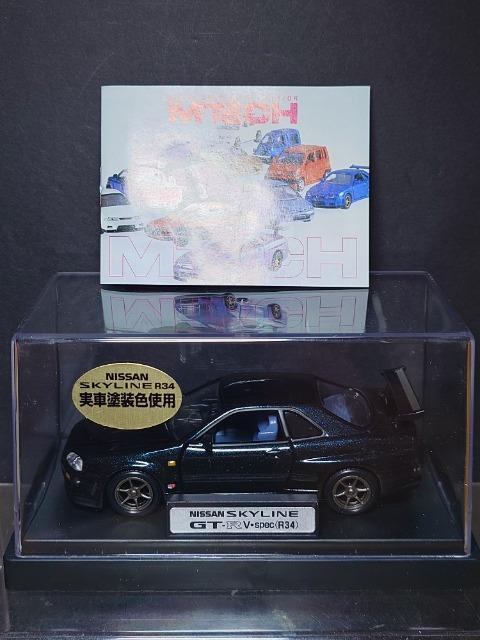 MTECH
MTECH
NISSAN
SKYLINE R34
実車塗装色使用
NISSAN SKYLINE
GT-R V•spec(R34)